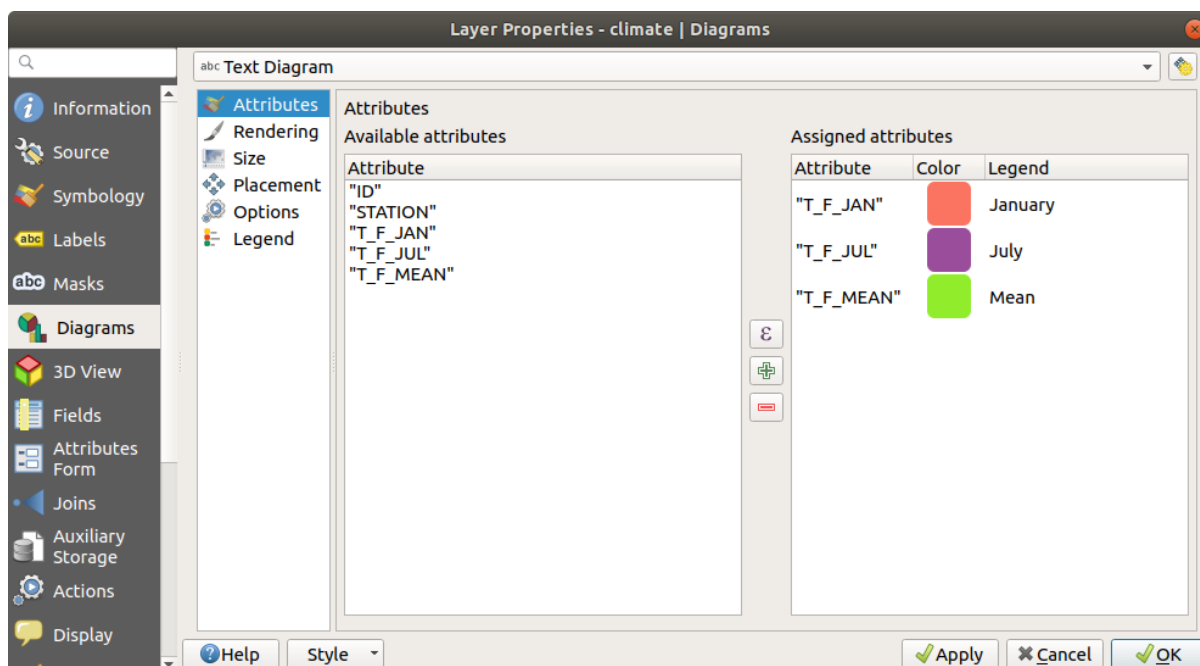 Layer Properties - climate | Diagrams
abc Text Diagram
Information
Source
Symbology
abc Labels
abc Masks
Diagrams
3D View
Fields
Attributes
Form
Joins
Auxiliary
Storage
Actions
Display
Attributes
Rendering
Size
Placement
Options
Legend
Attributes
Available attributes
Attribute
"ID"
"STATION"
"T_F_JAN"
"T_F_JUL"
"T_F_MEAN"
ε
Assigned attributes
Attribute Color Legend
"T_F_JAN" January
"T_F_JUL" July
"T_F_MEAN" Mean
Help Style Apply Cancel OK